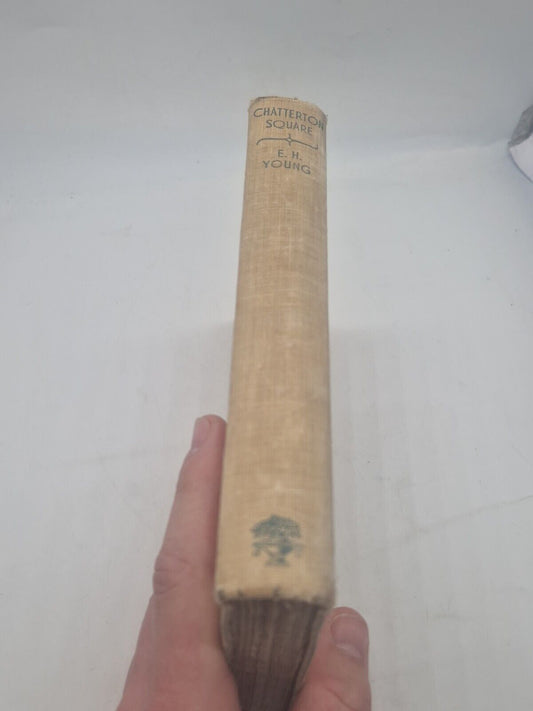 CHATTERTON
SQUARE
E. H.
YOUNG